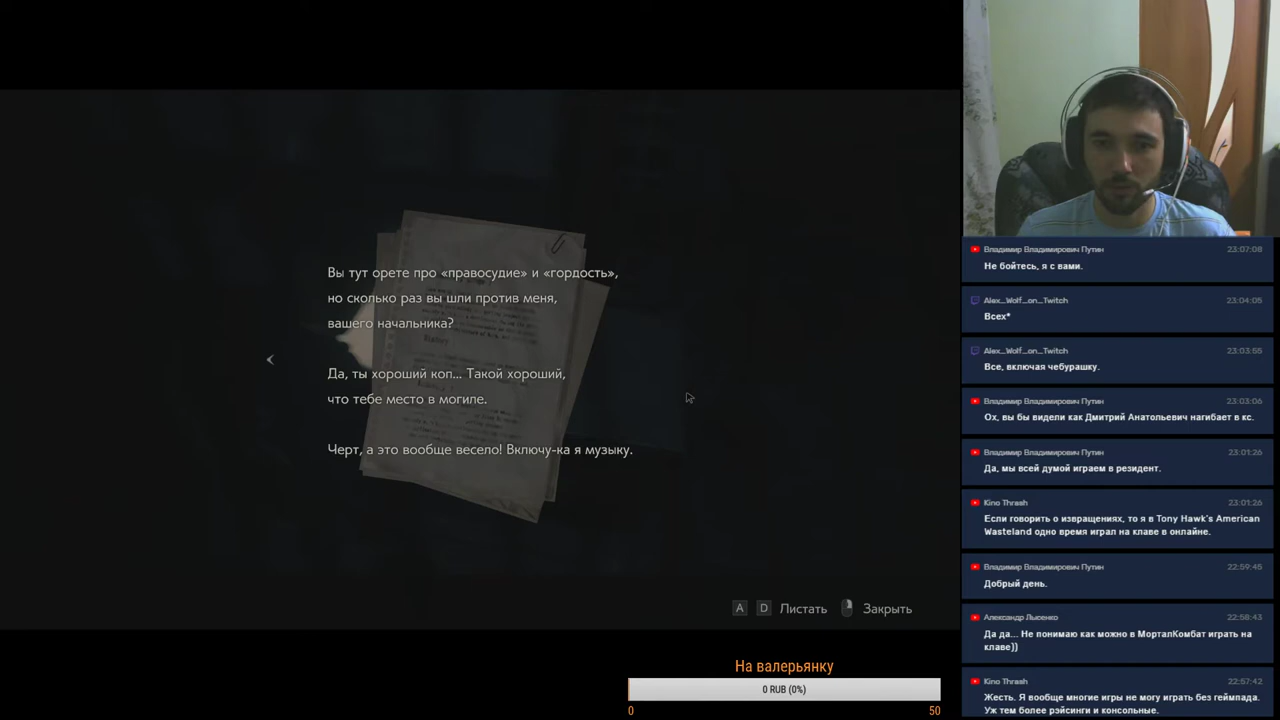 Вы тут орете про «правосудие» и «гордость»,
но сколько раз вы шли против меня,
вашего начальника?
Да, ты хороший коп... Такой хороший,
что тебе место в могиле.
Черт, а это вообще весело! Включу-ка я музыку.
A D Листать Закрыть
На валерьянку
0 RUB (0%)
0 50
Владимир Владимирович Путин 23:07:08
Не бойтесь, я с вами.
Alex_Wolf_on_Twitch 23:04:05
Всех*
Alex_Wolf_on_Twitch 23:03:55
Все, включая чебурашку.
Владимир Владимирович Путин 23:03:06
Ох, вы бы видели как Дмитрий Анатольевич нагибает в кс.
Владимир Владимирович Путин 23:01:26
Да, мы всей думой играем в резидент.
Kino Thrash 23:01:26
Если говорить о извращениях, то я в Tony Hawk's American
Wasteland одно время играл на клаве в онлайне.
Владимир Владимирович Путин 22:59:45
Добрый день.
Александр Лысенко 22:58:43
Да да... Не понимаю как можно в МорталКомбат играть на
клаве))
Kino Thrash 22:57:42
Жесть. Я вообще многие игры не могу играть без геймпада.
Уж тем более рэйсинги и консольные.